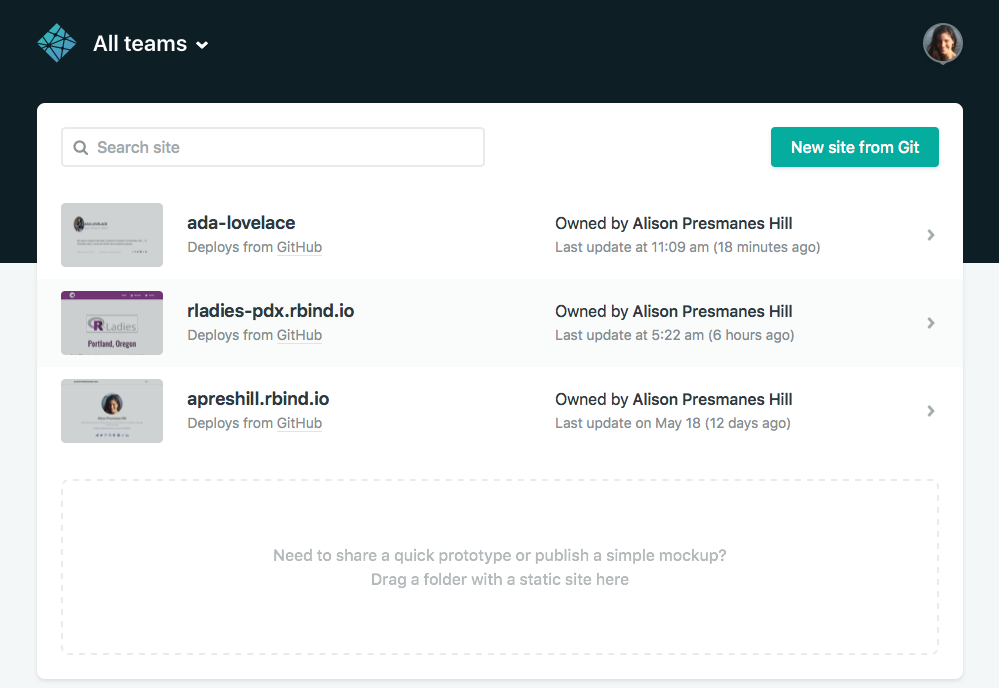 All teams
Search site
New site from Git
ada-lovelace
Owned by Alison Presmanes Hill
Deploys from GitHub
Last update at 11:09 am (18 minutes ago)
R Ladies
Portland, Oregon
rladies-pdx.rbind.io
Owned by Alison Presmanes Hill
Deploys from GitHub
Last update at 5:22 am (6 hours ago)
apreshill.rbind.io
Owned by Alison Presmanes Hill
Deploys from GitHub
Last update on May 18 (12 days ago)
Need to share a quick prototype or publish a simple mockup?
Drag a folder with a static site here